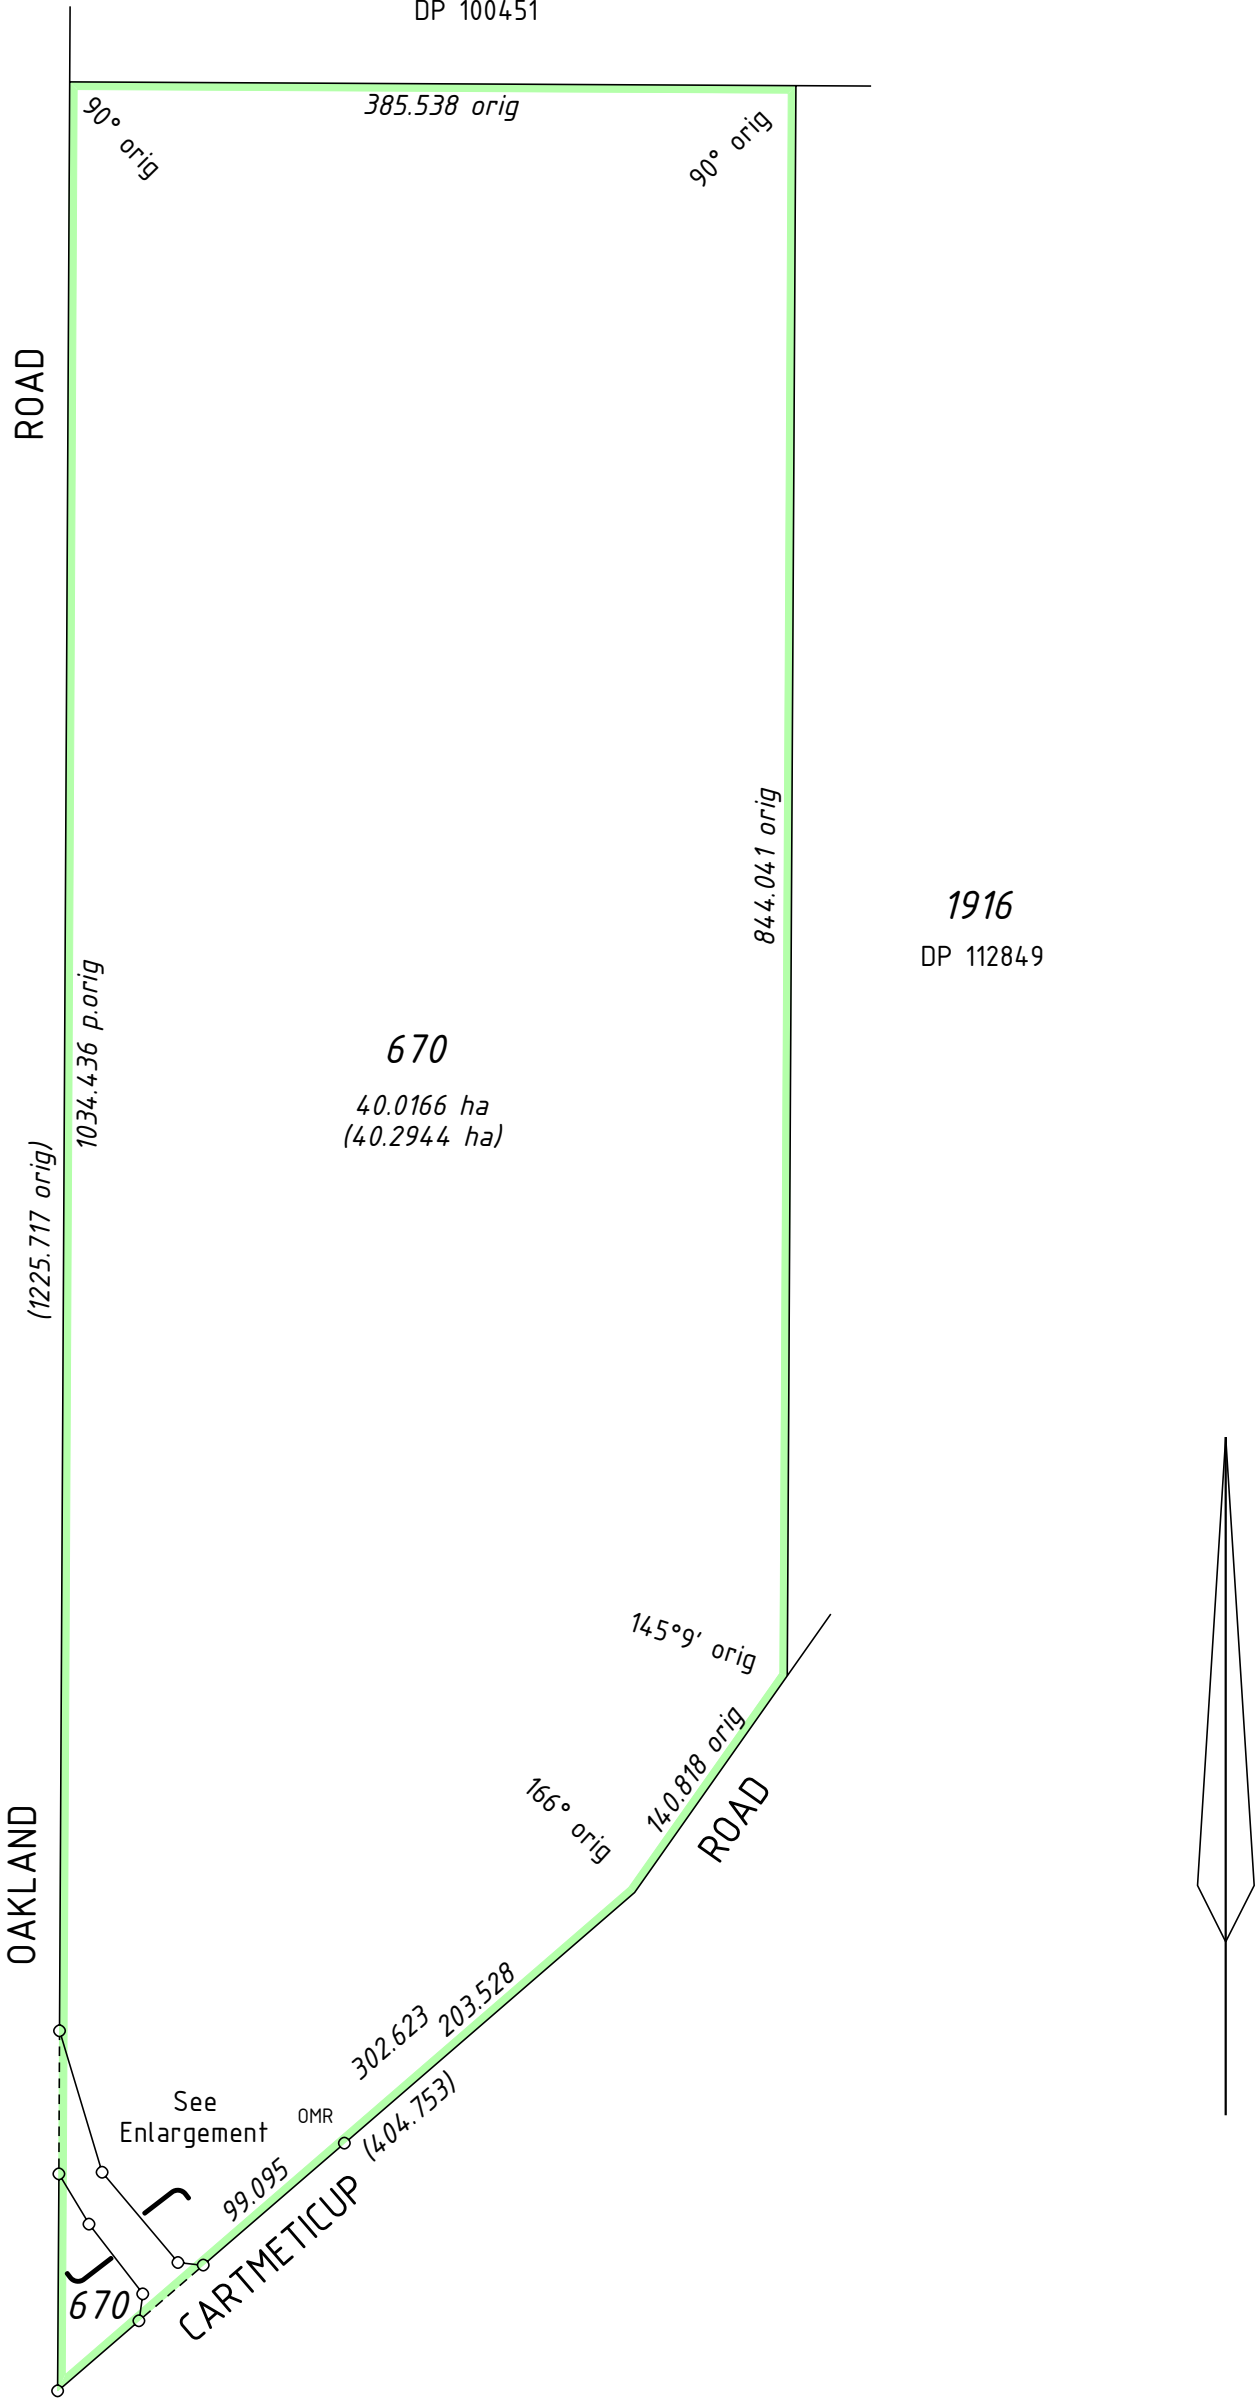 DP 100451
385.538 orig
90° orig
90° orig
ROAD
844.041 orig
1916
DP 112849
1034.436 p.orig
670
40.0166 ha
(40.2944 ha)
(1225.717 orig)
145°9' orig
140.818 orig
166° orig
ROAD
OAKLAND
203.528
302.623
(404.753)
See
Enlargement
OMR
99.095
CARTMETICUP
670